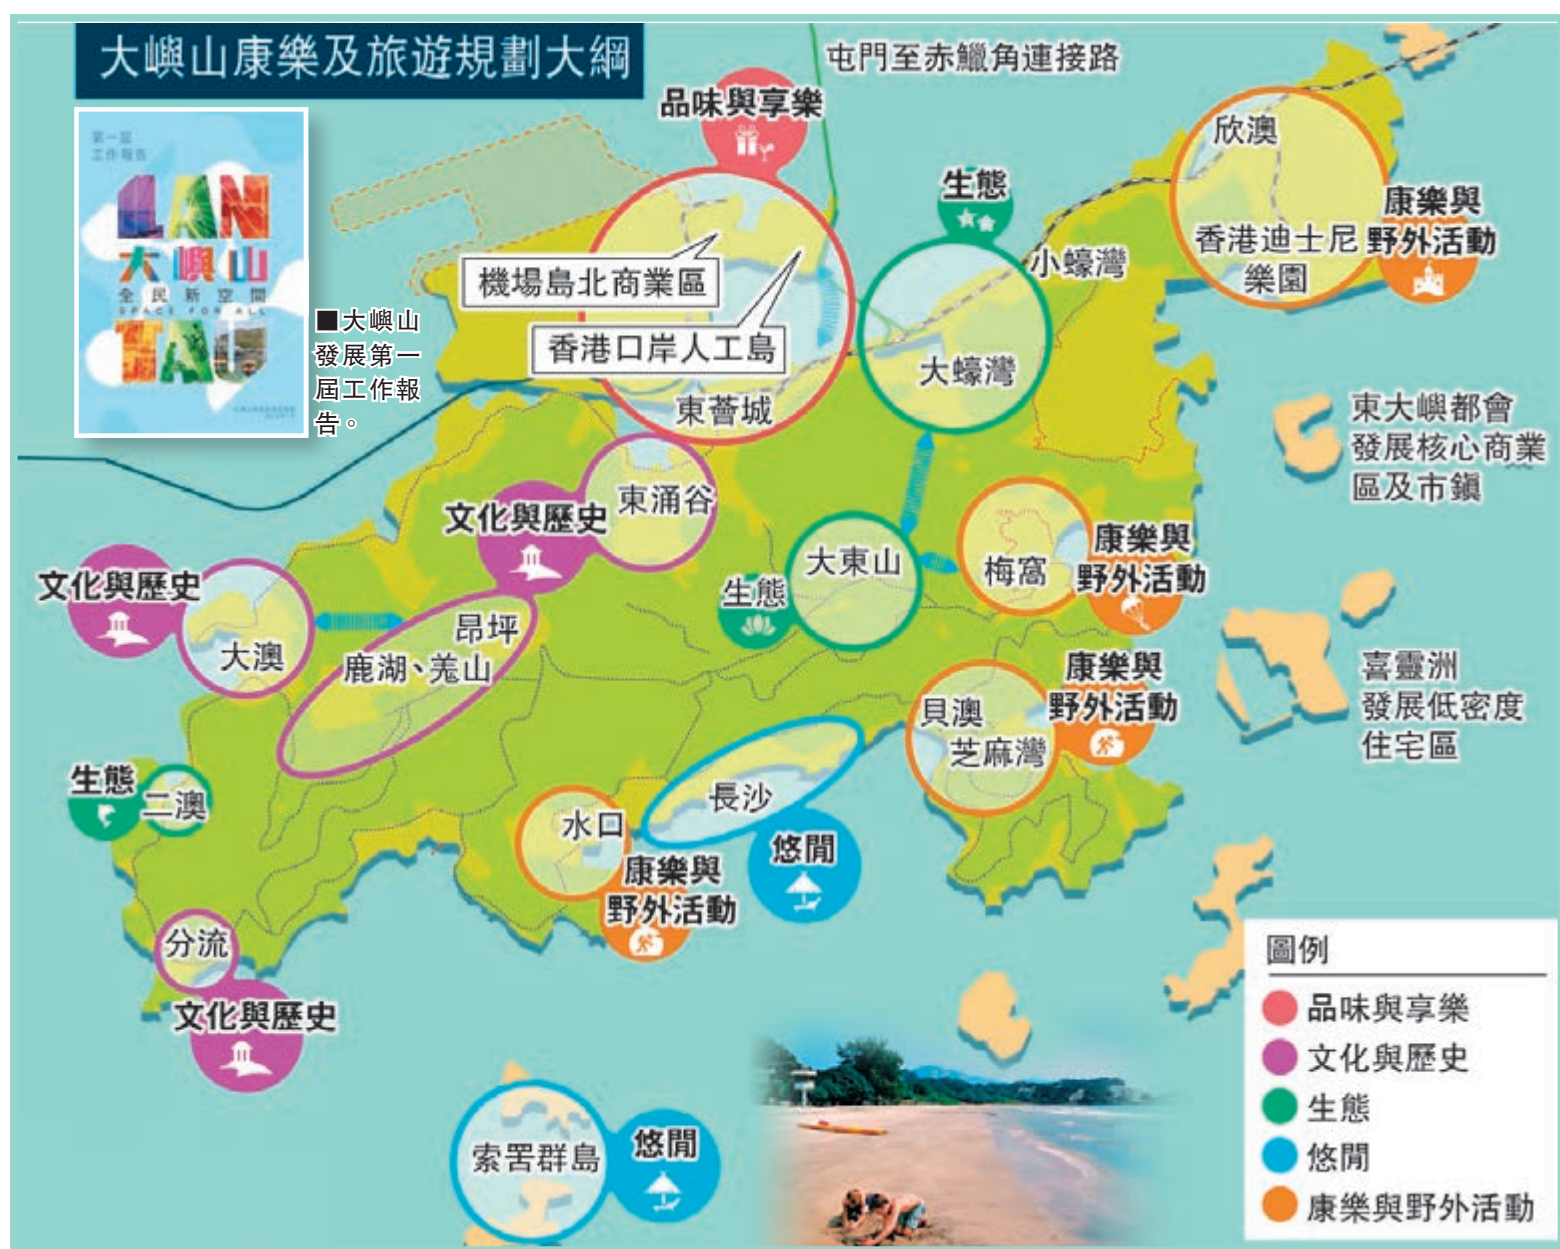 大嶼山康樂及旅遊規劃大綱
第一屆
工作報告
LAN
大嶼山
全民新空間
SPACE FOR ALL
TAU
■大嶼山
發展第一
屆工作報
告。
屯門至赤鱲角連接路
品味與享樂
機場島北商業區
香港口岸人工島
東薈城
生態
小蠔灣
大蠔灣
欣澳
香港迪士尼
樂園
康樂與
野外活動
東大嶼都會
發展核心商業
區及市鎮
文化與歷史
東涌谷
文化與歷史
大澳
昂坪
鹿湖、羗山
生態
大東山
梅窩
康樂與
野外活動
喜靈洲
發展低密度
住宅區
康樂與
野外活動
貝澳
芝麻灣
生態
二澳
長沙
悠閒
水口
康樂與
野外活動
分流
文化與歷史
索罟群島
悠閒
圖例
品味與享樂
文化與歷史
生態
悠閒
康樂與野外活動